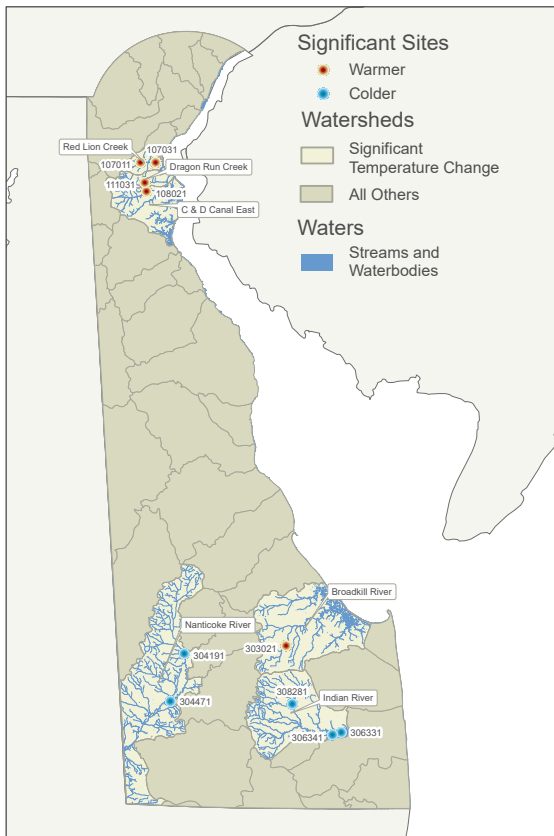 Significant Sites
Warmer
Colder
Watersheds
Significant
Temperature Change
All Others
Waters
Streams and
Waterbodies
Red Lion Creek
107031
107011
Dragon Run Creek
111031
108021
C & D Canal East
Broadkill River
Nanticoke River
303021
304191
308281
Indian River
304471
306331
306341